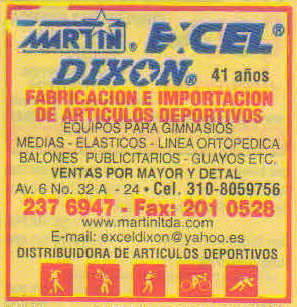 MARTIN® EXCEL®
DIXON® 41 años
FABRICACION E IMPORTACION
DE ARTICULOS DEPORTIVOS
EQUIPOS PARA GIMNASIOS
MEDIAS - ELASTICOS - LINEA ORTOPEDICA
BALONES PUBLICITARIOS - GUAYOS ETC.
VENTAS POR MAYOR Y DETAL
Av. 6 No. 32 A - 24 • Cel. 310-8059756
237 6947 - Fax: 201 0528
www.martinltda.com
E-mail: exceldixon@yahoo.es
DISTRIBUIDORA DE ARTICULOS DEPORTIVOS